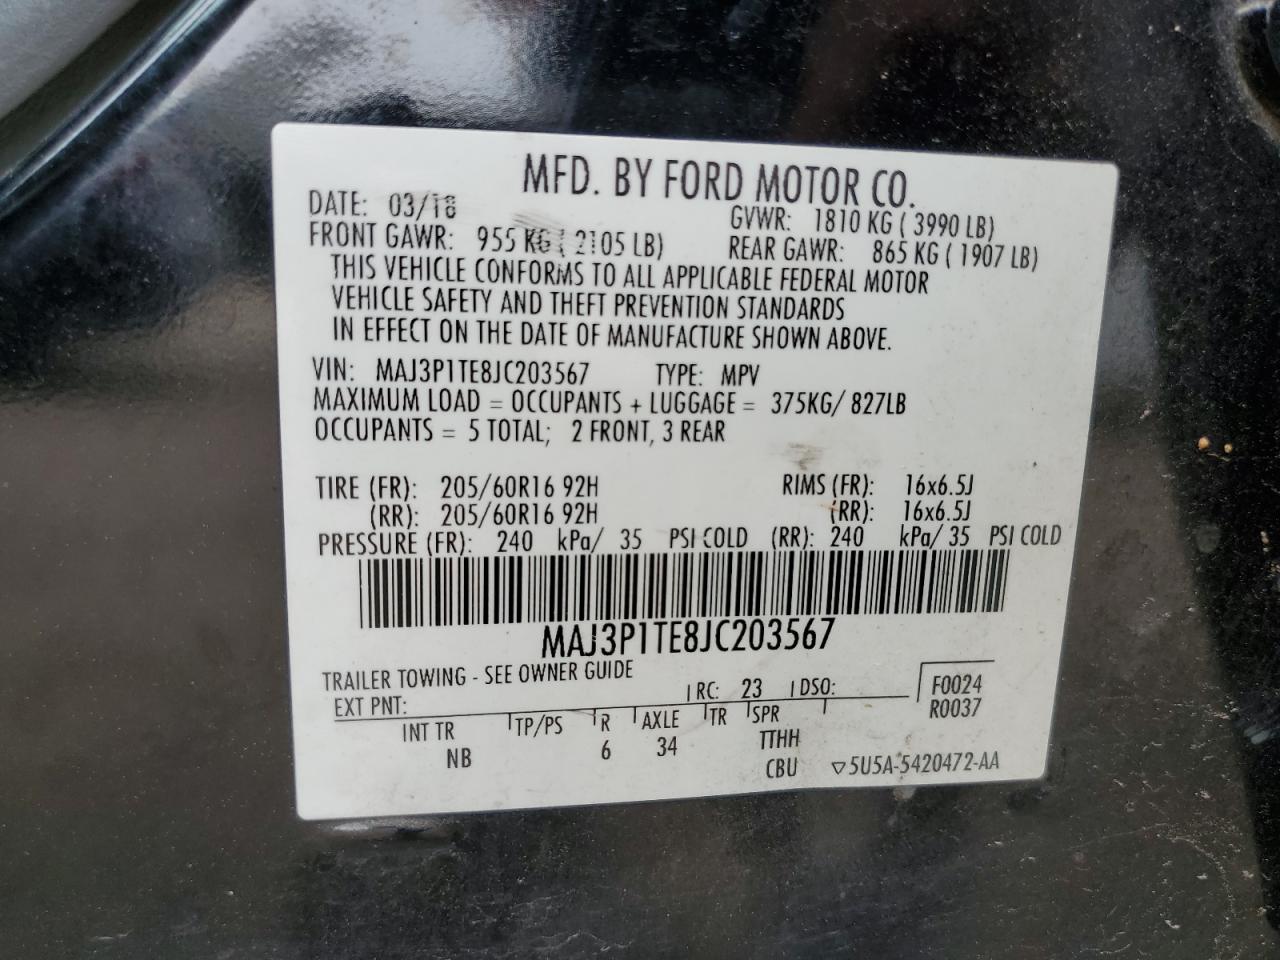 MFD. BY FORD MOTOR CO.
DATE: 03/18 GVWR: 1810 KG ( 3990 LB)
FRONT GAWR: 955 KG ( 2105 LB) REAR GAWR: 865 KG ( 1907 LB)
THIS VEHICLE CONFORMS TO ALL APPLICABLE FEDERAL MOTOR
VEHICLE SAFETY AND THEFT PREVENTION STANDARDS
IN EFFECT ON THE DATE OF MANUFACTURE SHOWN ABOVE.
VIN: MAJ3P1TE8JC203567 TYPE: MPV
MAXIMUM LOAD = OCCUPANTS + LUGGAGE = 375KG/ 827LB
OCCUPANTS = 5 TOTAL; 2 FRONT, 3 REAR
TIRE (FR): 205/60R16 92H RIMS (FR): 16x6.5J
(RR): 205/60R16 92H (RR): 16x6.5J
PRESSURE (FR): 240 kPa/ 35 PSI COLD (RR): 240 kPa/ 35 PSI COLD
MAJ3P1TE8JC203567
TRAILER TOWING - SEE OWNER GUIDE
EXT PNT: RC: 23 DSO: F0024
R0037
INT TR TP/PS R AXLE TR SPR
NB 6 34 TTHH
CBU ▽5U5A-5420472-AA